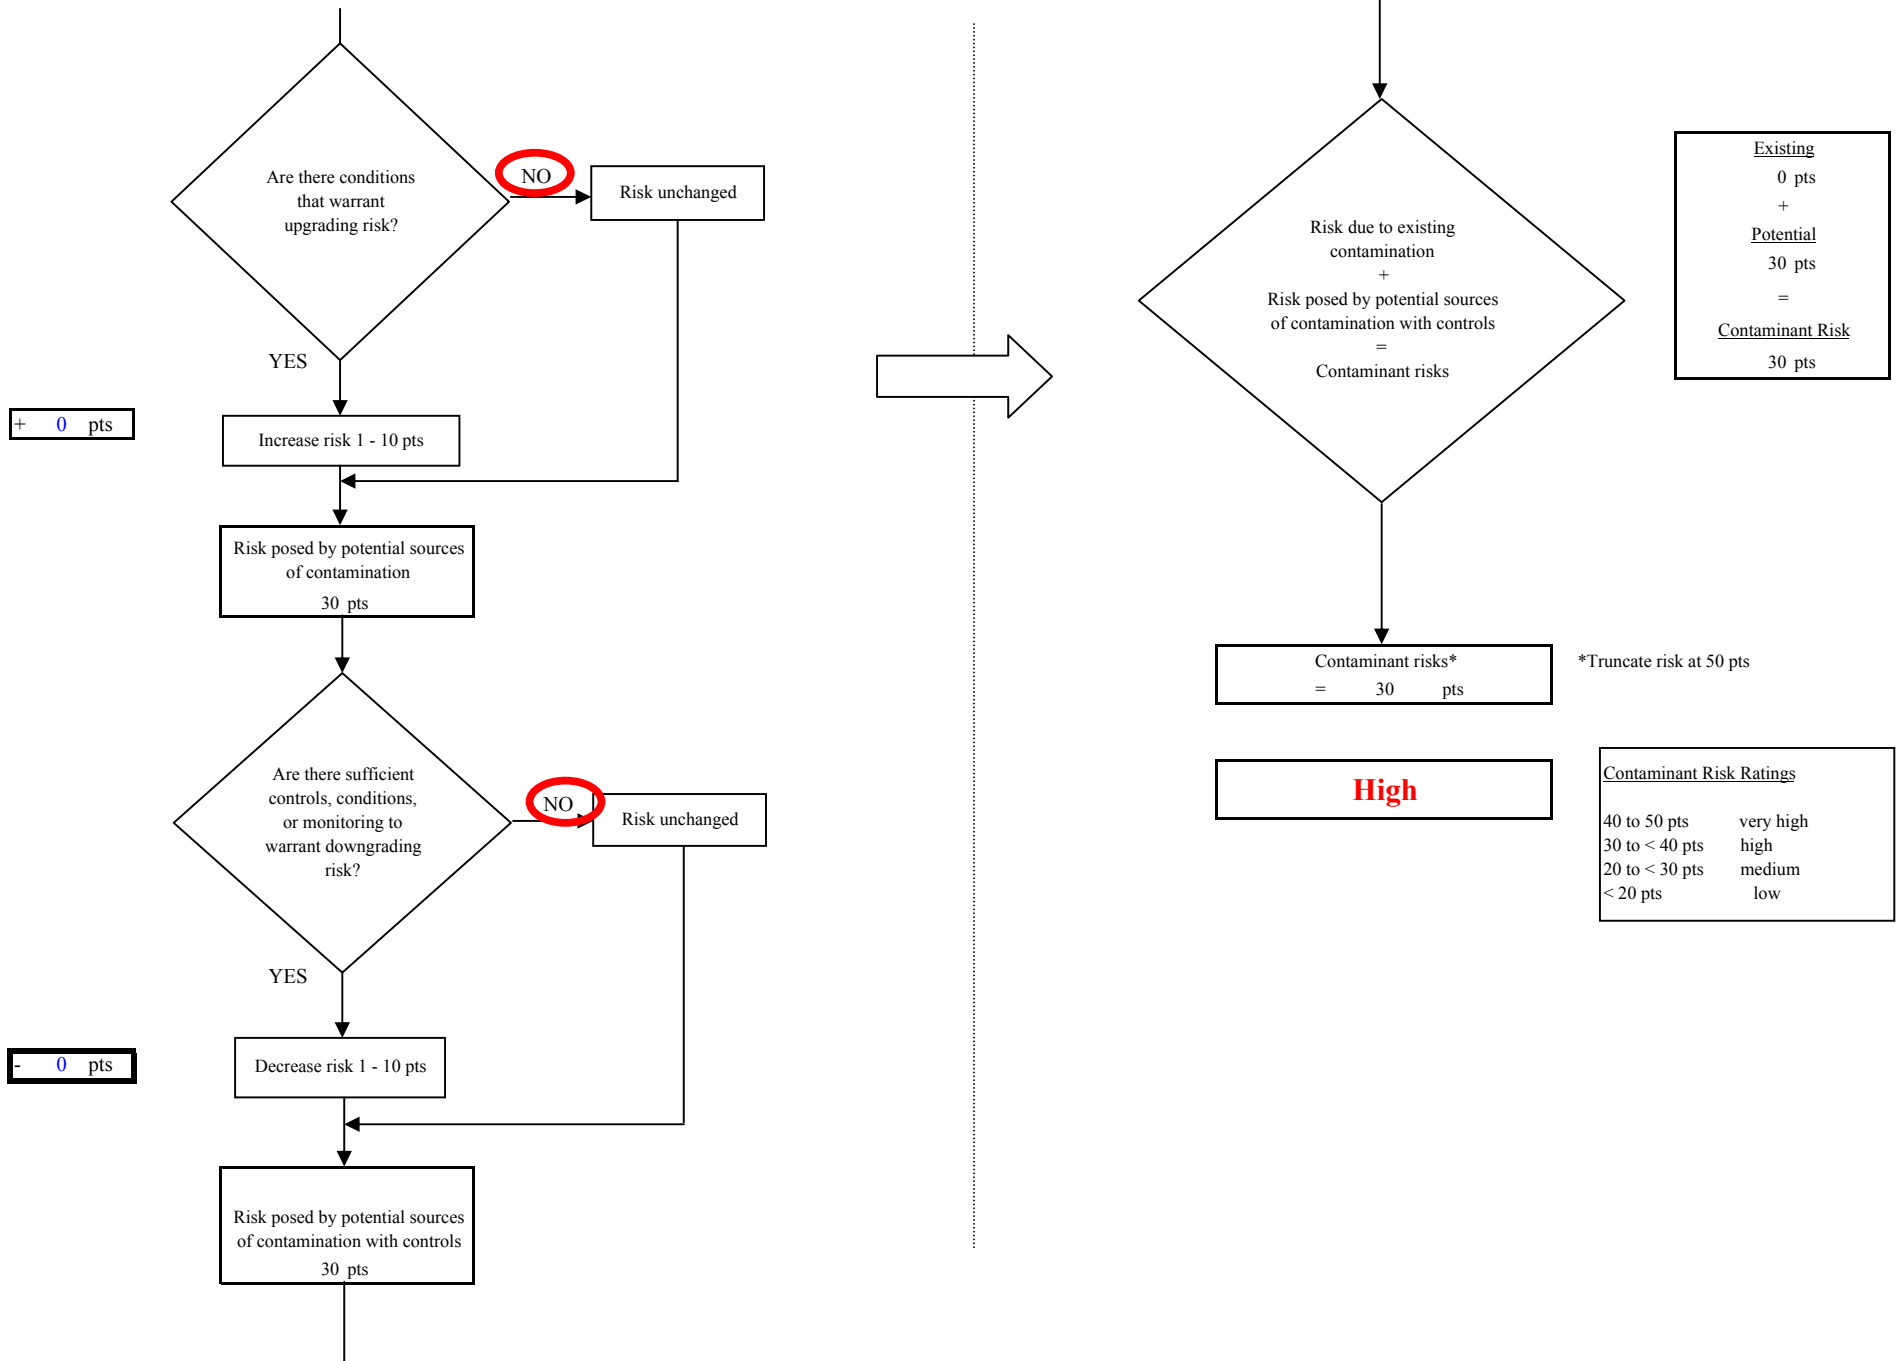 Are there conditions
that warrant
upgrading risk?
NO
Risk unchanged
YES
+ 0 pts
Increase risk 1 - 10 pts
Risk posed by potential sources
of contamination
30 pts
Are there sufficient
controls, conditions,
or monitoring to
warrant downgrading
risk?
NO
Risk unchanged
YES
- 0 pts
Decrease risk 1 - 10 pts
Risk posed by potential sources
of contamination with controls
30 pts
Risk due to existing
contamination
+
Risk posed by potential sources
of contamination with controls
=
Contaminant risks
Existing
0 pts
+
Potential
30 pts
=
Contaminant Risk
30 pts
Contaminant risks*
= 30 pts
*Truncate risk at 50 pts
High
Contaminant Risk Ratings
40 to 50 pts very high
30 to < 40 pts high
20 to < 30 pts medium
< 20 pts low